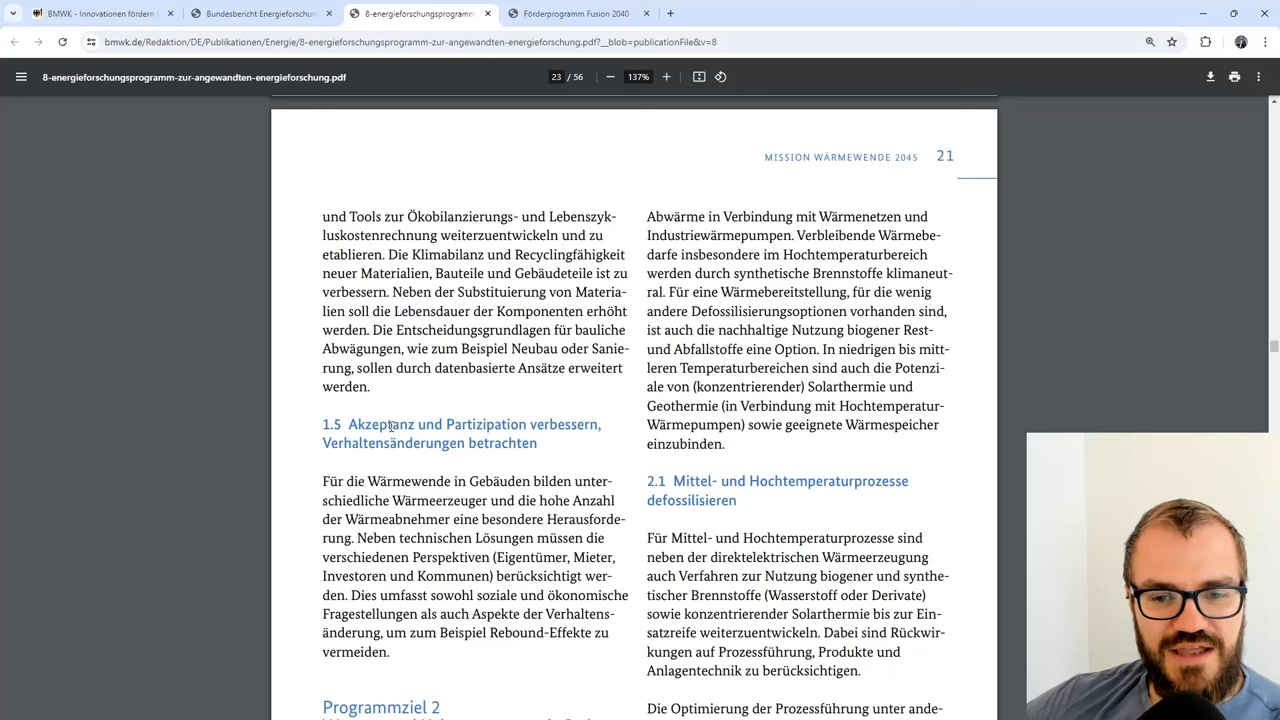 BMWK - Innovationen fördern
Bundesbericht Energieforschun
8-energieforschungsprogramm
Förderprogramm Fusion 2040
bmwk.de/Redaktion/DE/Publikationen/Energie/8-energieforschungsprogramm-zur-angewandten-energieforschung.pdf?__blob=publicationFile&v=8
8-energieforschungsprogramm-zur-angewandten-energieforschung.pdf
23 / 56
137%
MISSION WÄRMEWENDE 2045 21
und Tools zur Ökobilanzierungs- und Lebenszyk-
luskostenrechnung weiterzuentwickeln und zu
etablieren. Die Klimabilanz und Recyclingfähigkeit
neuer Materialien, Bauteile und Gebäudeteile ist zu
verbessern. Neben der Substituierung von Materia-
lien soll die Lebensdauer der Komponenten erhöht
werden. Die Entscheidungsgrundlagen für bauliche
Abwägungen, wie zum Beispiel Neubau oder Sanie-
rung, sollen durch datenbasierte Ansätze erweitert
werden.
1.5 Akzeptanz und Partizipation verbessern,
Verhaltensänderungen betrachten
Für die Wärmewende in Gebäuden bilden unter-
schiedliche Wärmeerzeuger und die hohe Anzahl
der Wärmeabnehmer eine besondere Herausforde-
rung. Neben technischen Lösungen müssen die
verschiedenen Perspektiven (Eigentümer, Mieter,
Investoren und Kommunen) berücksichtigt wer-
den. Dies umfasst sowohl soziale und ökonomische
Fragestellungen als auch Aspekte der Verhaltens-
änderung, um zum Beispiel Rebound-Effekte zu
vermeiden.
Programmziel 2
Abwärme in Verbindung mit Wärmenetzen und
Industriewärmepumpen. Verbleibende Wärmebe-
darfe insbesondere im Hochtemperaturbereich
werden durch synthetische Brennstoffe klimaneut-
ral. Für eine Wärmebereitstellung, für die wenig
andere Defossilisierungsoptionen vorhanden sind,
ist auch die nachhaltige Nutzung biogener Rest-
und Abfallstoffe eine Option. In niedrigen bis mitt-
leren Temperaturbereichen sind auch die Potenzi-
ale von (konzentrierender) Solarthermie und
Geothermie (in Verbindung mit Hochtemperatur-
Wärmepumpen) sowie geeignete Wärmespeicher
einzubinden.
2.1 Mittel- und Hochtemperaturprozesse
defossilisieren
Für Mittel- und Hochtemperaturprozesse sind
neben der direktelektrischen Wärmeerzeugung
auch Verfahren zur Nutzung biogener und synthe-
tischer Brennstoffe (Wasserstoff oder Derivate)
sowie konzentrierender Solarthermie bis zur Ein-
satzreife weiterzuentwickeln. Dabei sind Rückwir-
kungen auf Prozessführung, Produkte und
Anlagentechnik zu berücksichtigen.
Die Optimierung der Prozessführung unter ande-